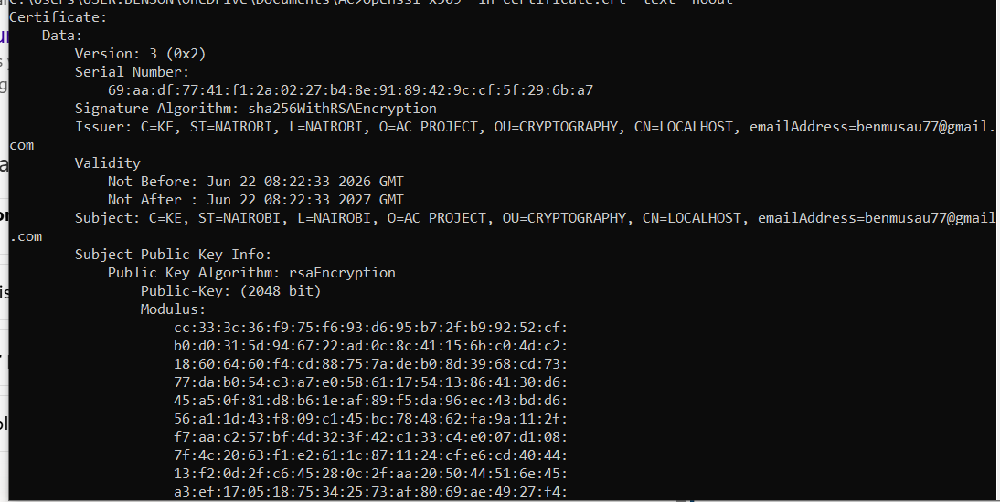 C:\Users\USER.BENSON\OneDrive\Documents\AC>openssl x509 -in certificate.crt -text -noout
Certificate:
    Data:
        Version: 3 (0x2)
        Serial Number:
            69:aa:df:77:41:f1:2a:02:27:b4:8e:91:89:42:9c:cf:5f:29:6b:a7
        Signature Algorithm: sha256WithRSAEncryption
        Issuer: C=KE, ST=NAIROBI, L=NAIROBI, O=AC PROJECT, OU=CRYPTOGRAPHY, CN=LOCALHOST, emailAddress=benmusau77@gmail.
com
        Validity
            Not Before: Jun 22 08:22:33 2026 GMT
            Not After : Jun 22 08:22:33 2027 GMT
        Subject: C=KE, ST=NAIROBI, L=NAIROBI, O=AC PROJECT, OU=CRYPTOGRAPHY, CN=LOCALHOST, emailAddress=benmusau77@gmail
.com
        Subject Public Key Info:
            Public Key Algorithm: rsaEncryption
                Public-Key: (2048 bit)
                Modulus:
                    cc:33:3c:36:f9:75:f6:93:d6:95:b7:2f:b9:92:52:cf:
                    b0:d0:31:5d:94:67:22:ad:0c:8c:41:15:6b:c0:4d:c2:
                    18:60:64:60:f4:cd:88:75:7a:de:b0:8d:39:68:cd:73:
                    77:da:b0:54:c3:a7:e0:58:61:17:54:13:86:41:30:d6:
                    45:a5:0f:81:d8:b6:1e:af:89:f5:da:96:ec:43:bd:d6:
                    56:a1:1d:43:f8:09:c1:45:bc:78:48:62:fa:9a:11:2f:
                    f7:aa:c2:57:bf:4d:32:3f:42:c1:33:c4:e0:07:d1:08:
                    7f:4c:20:63:f1:e2:61:1c:87:11:24:cf:e6:cd:40:44:
                    13:f2:0d:2f:c6:45:28:0c:2f:aa:20:50:44:51:6e:45:
                    a3:ef:17:05:18:75:34:25:73:af:80:69:ae:49:27:f4: